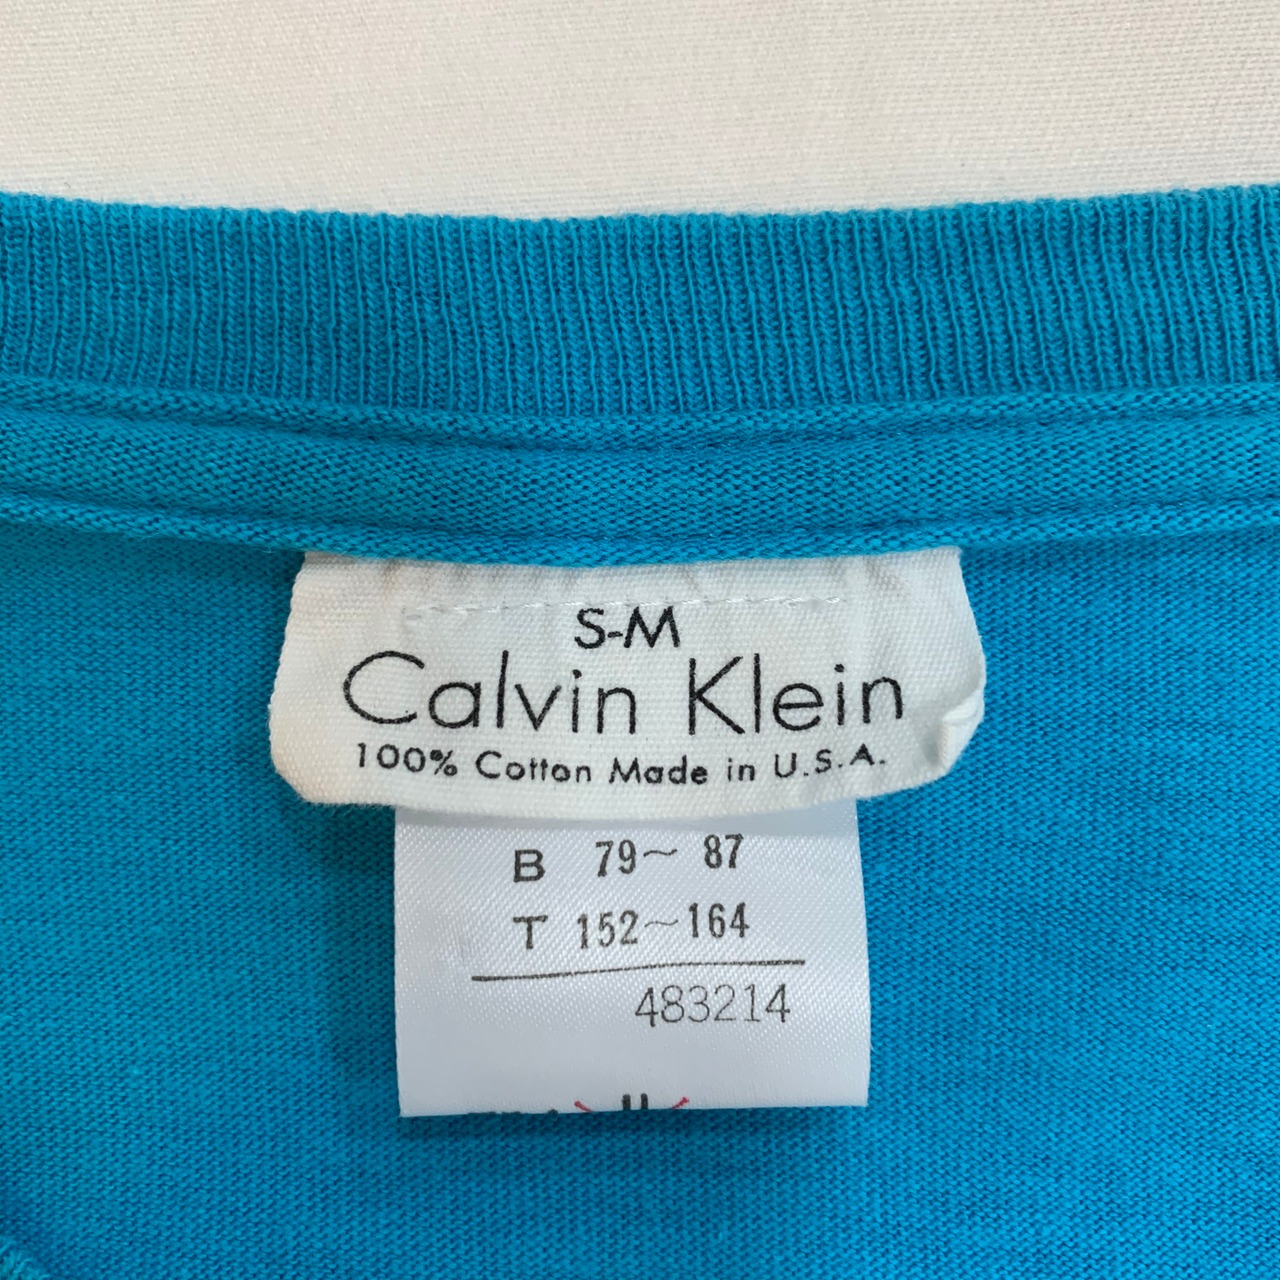 S-M
Calvin Klein
100% Cotton Made in U.S.A.
B 79~87
T 152~164
483214